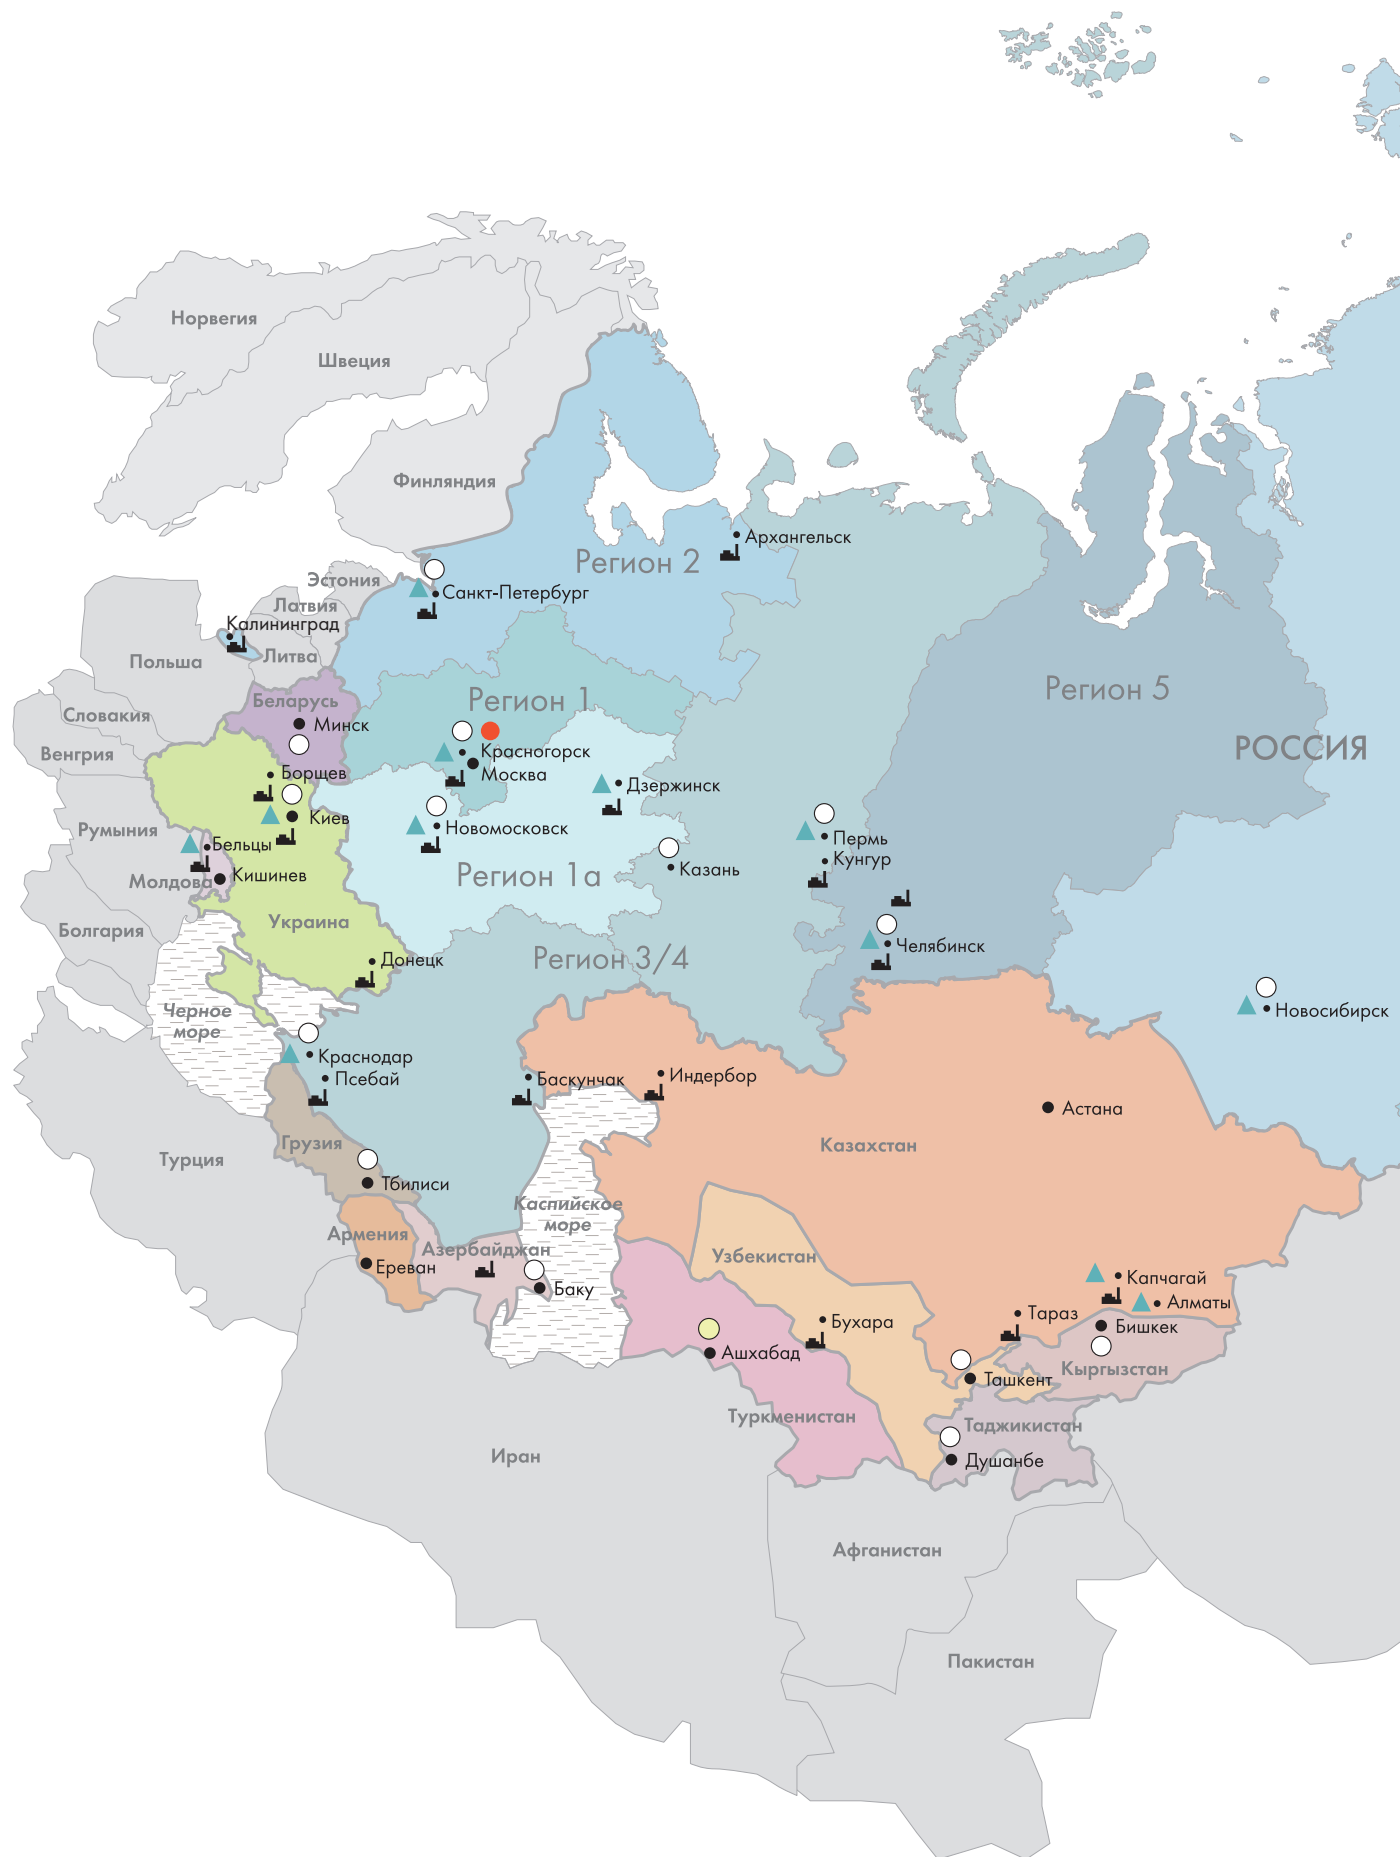 Норвегия
Швеция
Финляндия
Регион 2
Архангельск
Эстония
Санкт-Петербург
Латвия
Калининград
Литва
Польша
Беларусь
Регион 1
Регион 5
Словакия
Минск
Венгрия
РОССИЯ
Красногорск
Москва
Борщев
Дзержинск
Киев
Новомосковск
Румыния
Бельцы
Пермь
Кунгур
Казань
Молдова
Кишинев
Регион 1а
Украина
Болгария
Челябинск
Донецк
Регион 3/4
Черное
море
Новосибирск
Краснодар
Псебай
Баскунчак
Индербор
Астана
Грузия
Казахстан
Турция
Тбилиси
Каспийское
море
Армения
Азербайджан
Узбекистан
Ереван
Баку
Капчагай
Алматы
Тараз
Бухара
Бишкек
Ашхабад
Кыргызстан
Ташкент
Туркменистан
Таджикистан
Иран
Душанбе
Афганистан
Пакистан